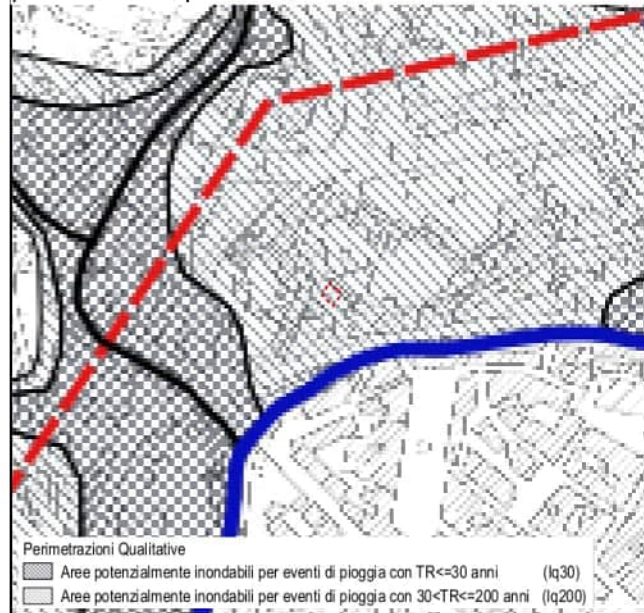 Perimetrazioni Qualitative
Aree potenzialmente inondabili per eventi di pioggia con TR<=30 anni (Iq30)
Aree potenzialmente inondabili per eventi di pioggia con 30<TR<=200 anni (Iq200)